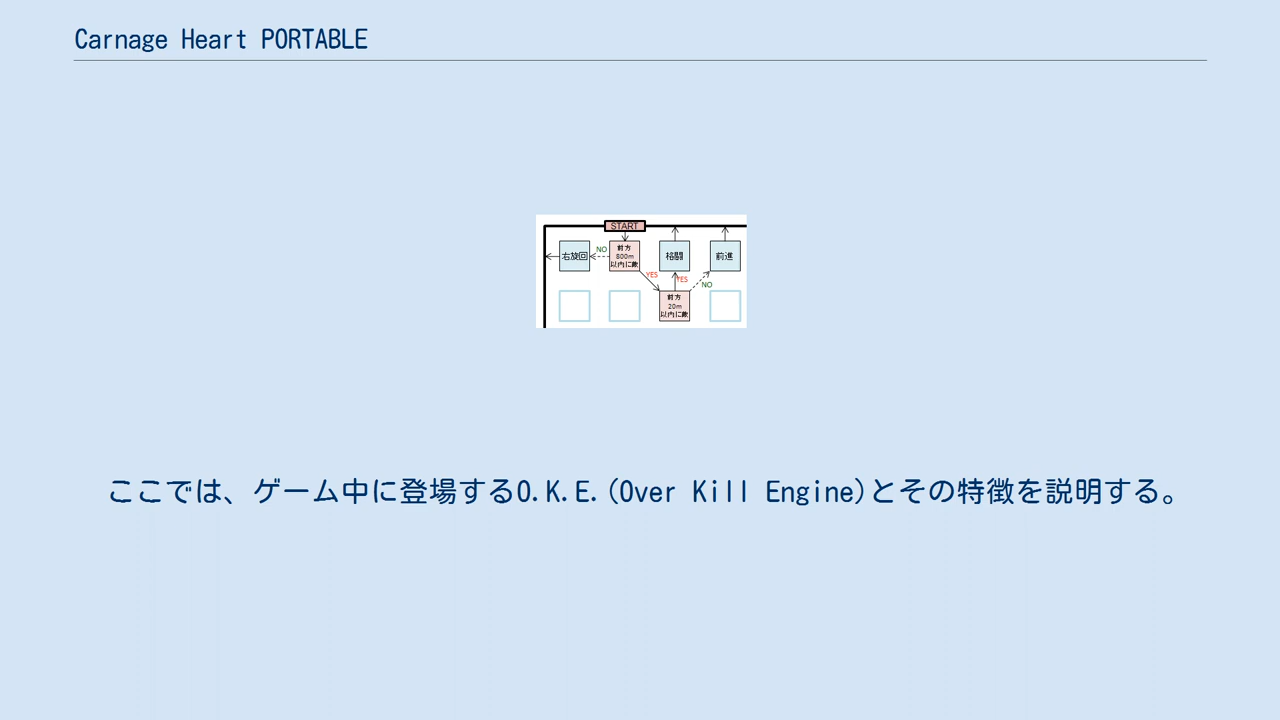 Carnage Heart PORTABLE
START
右旋回
NO
前方
800m
以内に敵
格闘
前進
YES
YES
NO
前方
20m
以内に敵
ここでは、ゲーム中に登場するO.K.E.(Over Kill Engine)とその特徴を説明する。